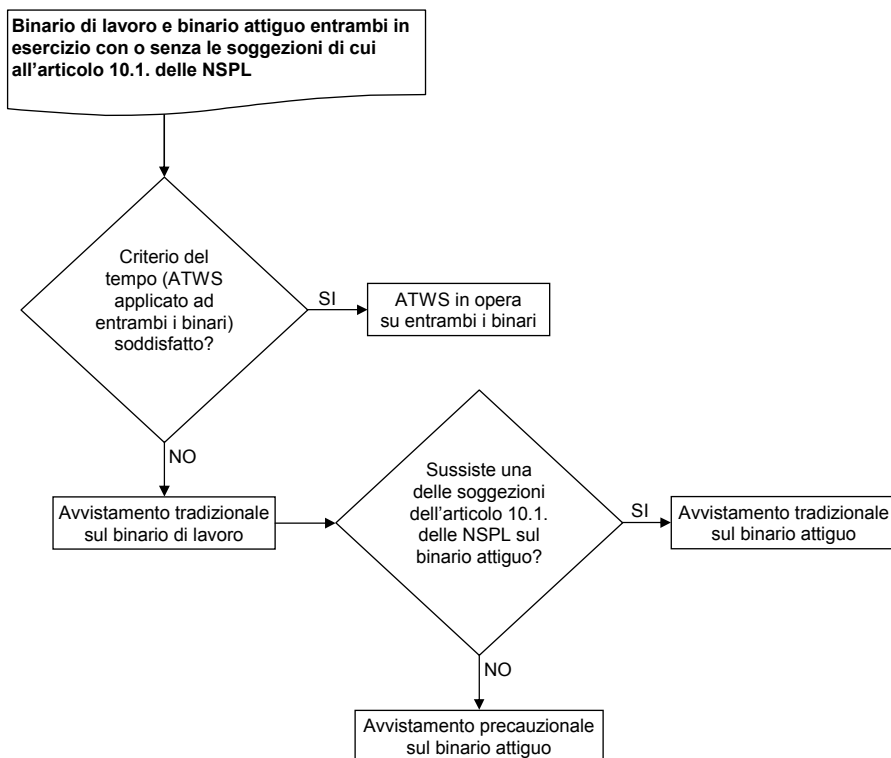 Binario di lavoro e binario attiguo entrambi in
esercizio con o senza le soggezioni di cui
all'articolo 10.1. delle NSPL
Criterio del
tempo (ATWS
applicato ad
entrambi i binari)
soddisfatto?
SI
ATWS in opera
su entrambi i binari
NO
Avvistamento tradizionale
sul binario di lavoro
Sussiste una
delle soggezioni
dell'articolo 10.1.
delle NSPL sul
binario attiguo?
SI
Avvistamento tradizionale
sul binario attiguo
NO
Avvistamento precauzionale
sul binario attiguo